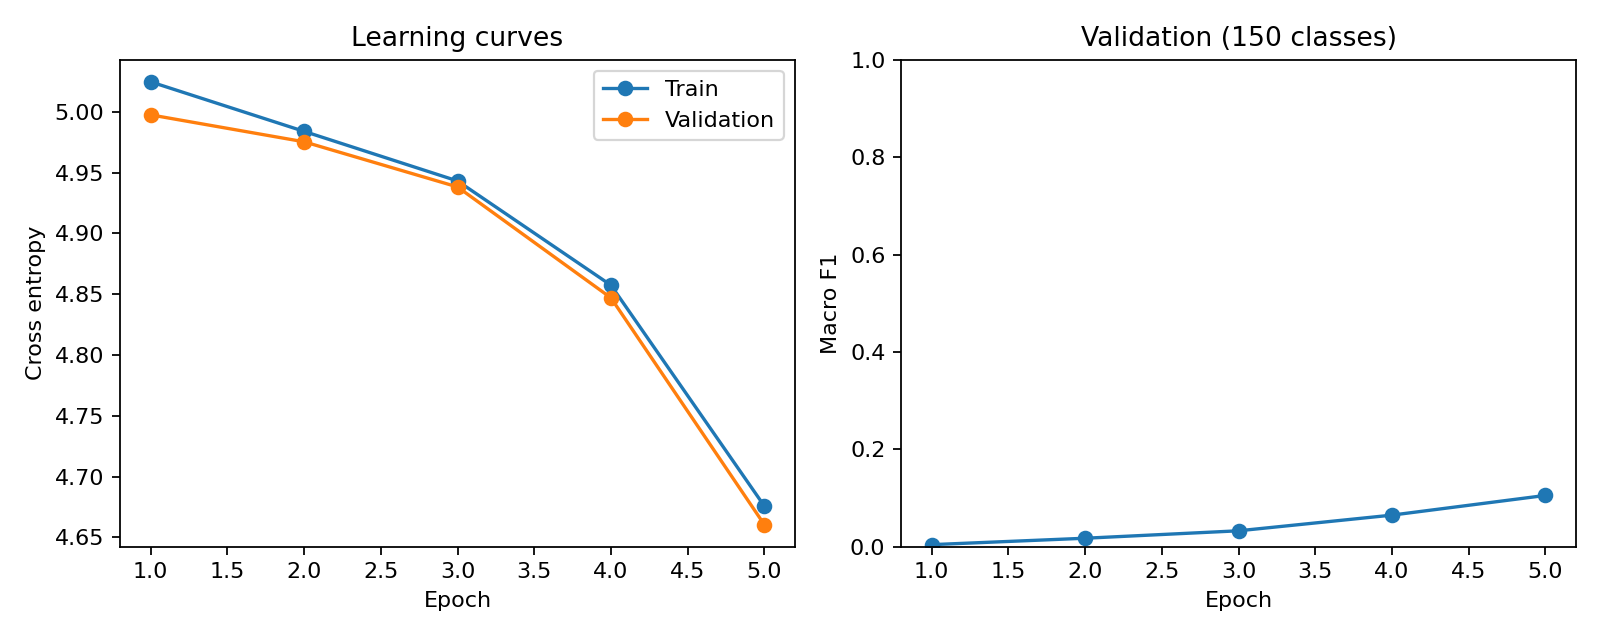 Learning curves
Train
Validation
5.00
4.95
4.90
4.85
4.80
4.75
4.70
4.65
Cross entropy
1.0 1.5 2.0 2.5 3.0 3.5 4.0 4.5 5.0
Epoch
Validation (150 classes)
1.0
0.8
0.6
0.4
0.2
0.0
Macro F1
1.0 1.5 2.0 2.5 3.0 3.5 4.0 4.5 5.0
Epoch